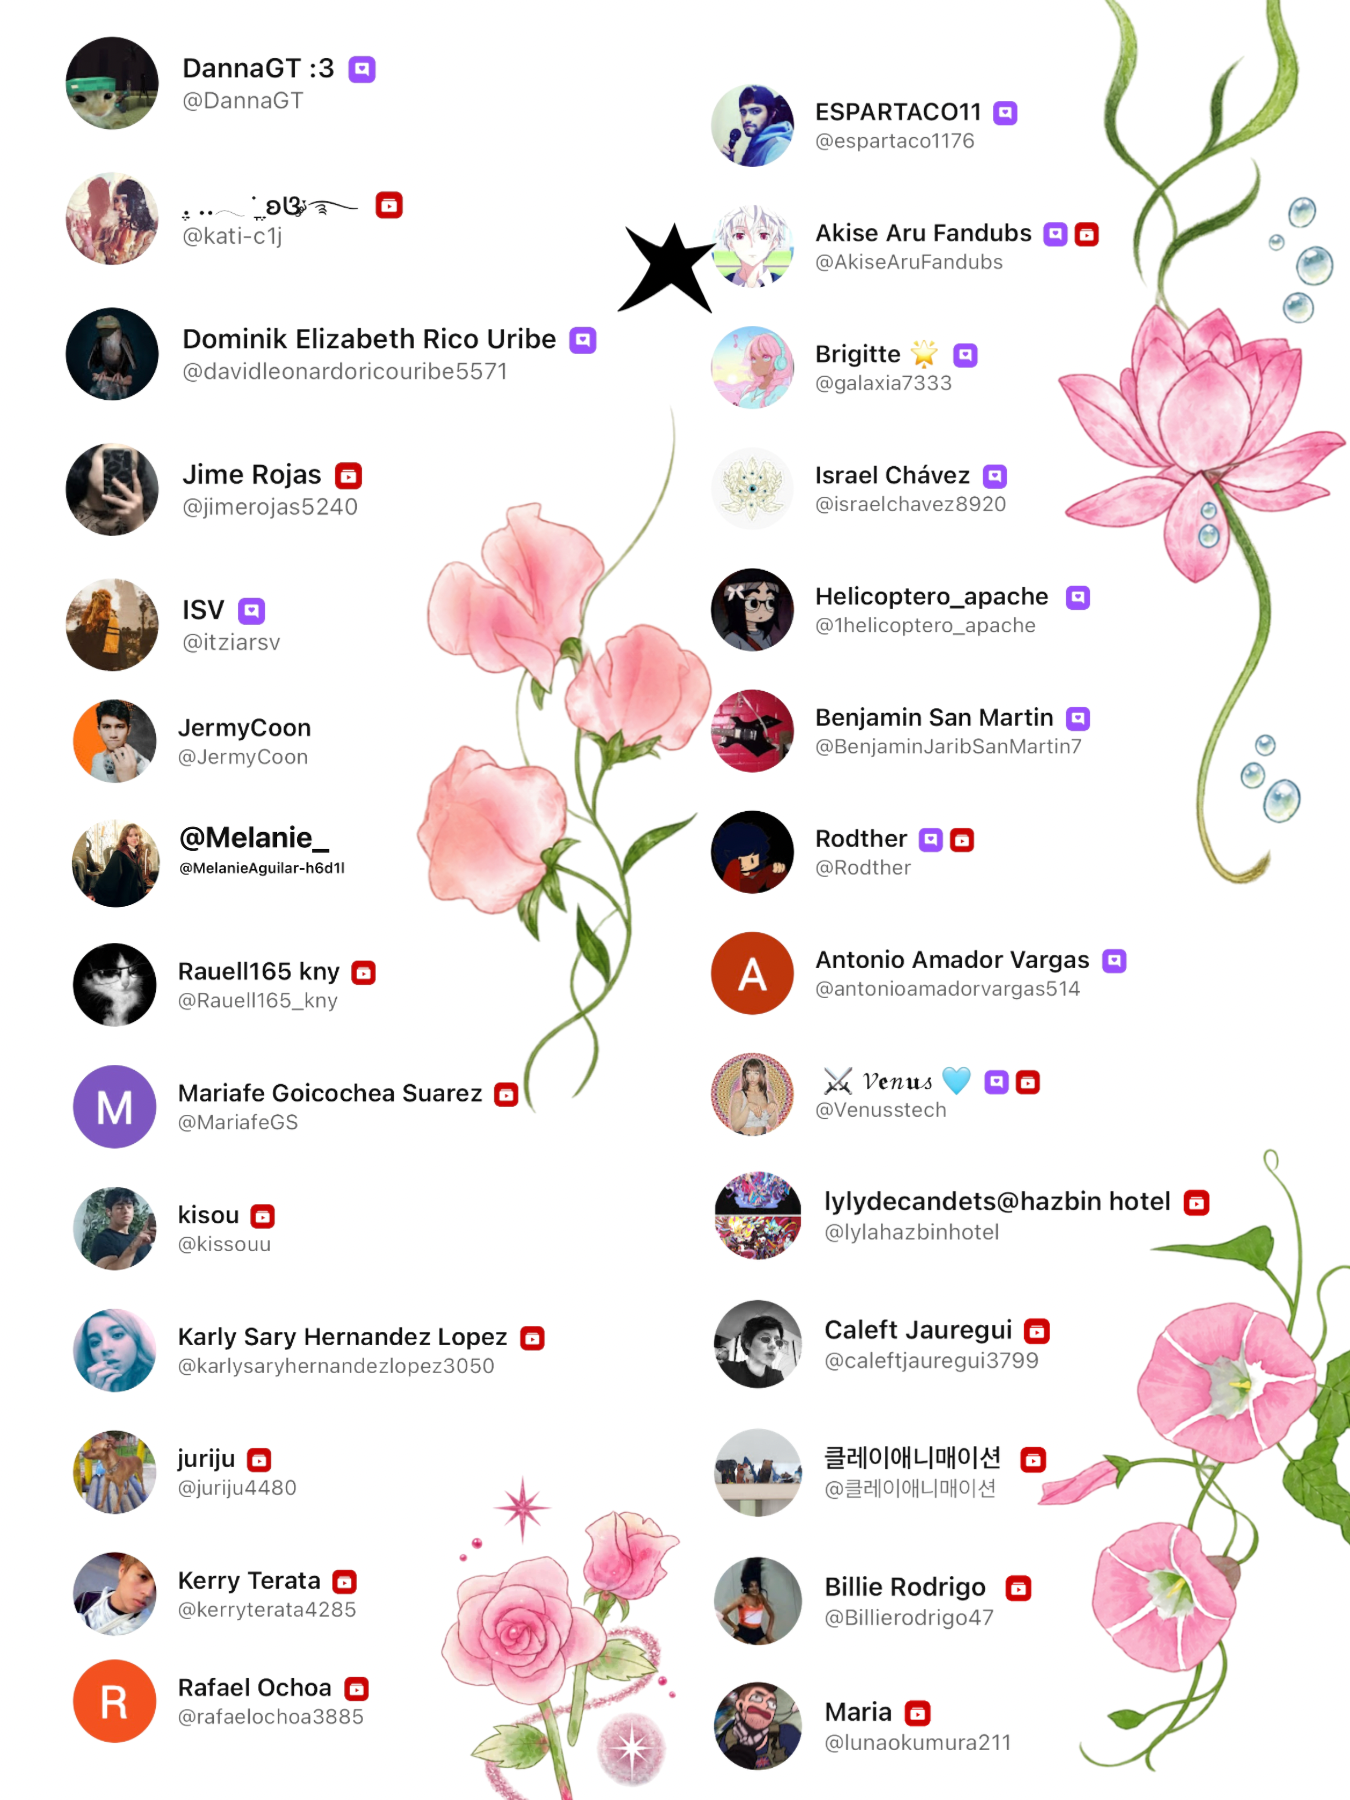 DannaGT :3
@DannaGT
@kati-c1j
Dominik Elizabeth Rico Uribe
@davidleonardoricouribe5571
Jime Rojas
@jimerojas5240
ISV
@itziarsv
JermyCoon
@JermyCoon
@Melanie_
@MelanieAguilar-h6d1l
Rauell165 kny
@Rauell165_kny
M
Mariafe Goicochea Suarez
@MariafeGS
kisou
@kissouu
Karly Sary Hernandez Lopez
@karlysaryhernandezlopez3050
juriju
@juriju4480
Kerry Terata
@kerryterata4285
R
Rafael Ochoa
@rafaelochoa3885
ESPARTACO11
@espartaco1176
Akise Aru Fandubs
@AkiseAruFandubs
Brigitte 🌟
@galaxia7333
Israel Chávez
@israelchavez8920
Helicoptero_apache
@1helicoptero_apache
Benjamin San Martin
@BenjaminJaribSanMartin7
Rodther
@Rodther
A
Antonio Amador Vargas
@antonioamadorvargas514
⚔️ 𝓥𝓮𝓷𝓾𝓼 🩵
@Venusstech
lylydecandets@hazbin hotel
@lylahazbinhotel
Caleft Jauregui
@caleftjauregui3799
클레이애니매이션
@클레이애니매이션
Billie Rodrigo
@Billierodrigo47
Maria
@lunaokumura211